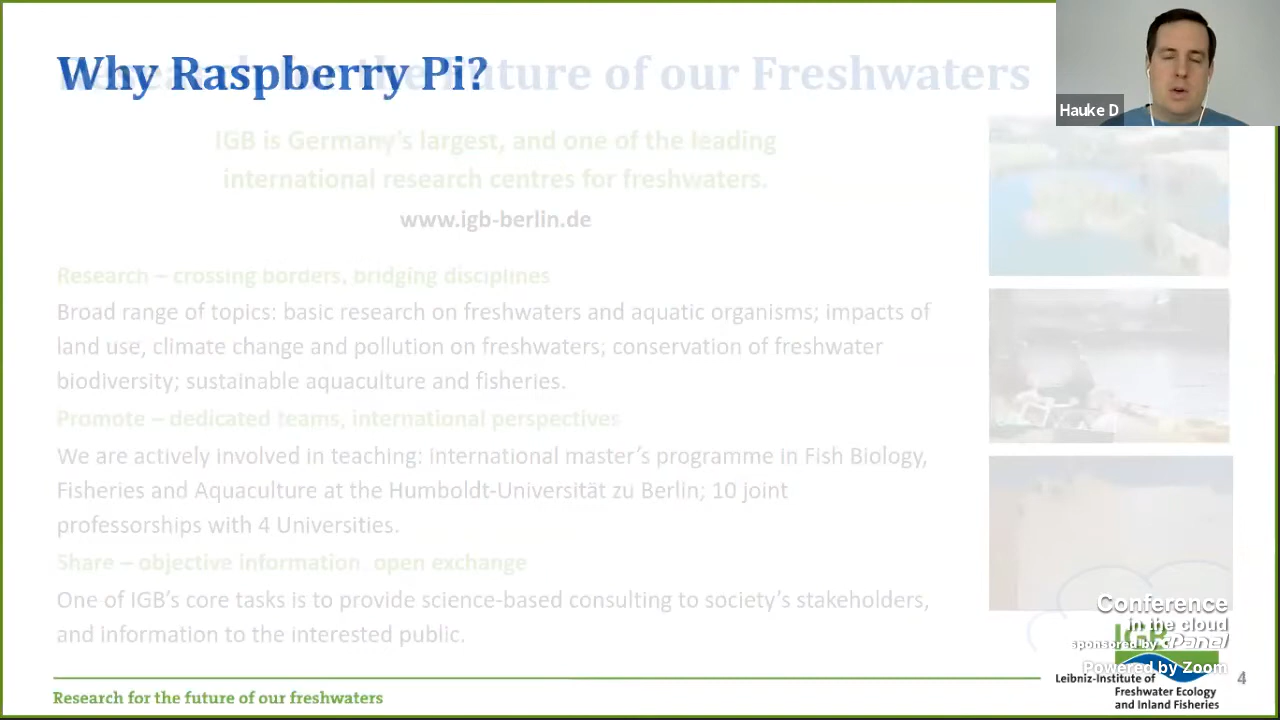 Why Raspberry Pi?
Research for the Future of our Freshwaters
Hauke D
IGB is Germany's largest, and one of the leading
international research centres for freshwaters.
www.igb-berlin.de
Research – crossing borders, bridging disciplines
Broad range of topics: basic research on freshwaters and aquatic organisms; impacts of
land use, climate change and pollution on freshwaters; conservation of freshwater
biodiversity; sustainable aquaculture and fisheries.
Promote – dedicated teams, international perspectives
We are actively involved in teaching: international master's programme in Fish Biology,
Fisheries and Aquaculture at the Humboldt-Universität zu Berlin; 10 joint
professorships with 4 Universities.
Share – objective information, open exchange
One of IGB's core tasks is to provide science-based consulting to society's stakeholders,
and information to the interested public.
Conference
in the cloud
sponsored by cPanel
Powered by Zoom
IGB
Leibniz-Institute of
Freshwater Ecology
and Inland Fisheries
4
Research for the future of our freshwaters